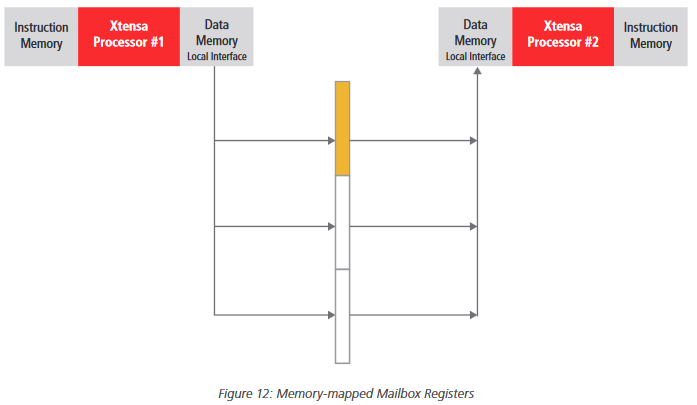 Instruction
Memory
Xtensa
Processor #1
Data
Memory
Local Interface
Data
Memory
Local Interface
Xtensa
Processor #2
Instruction
Memory
Figure 12: Memory-mapped Mailbox Registers